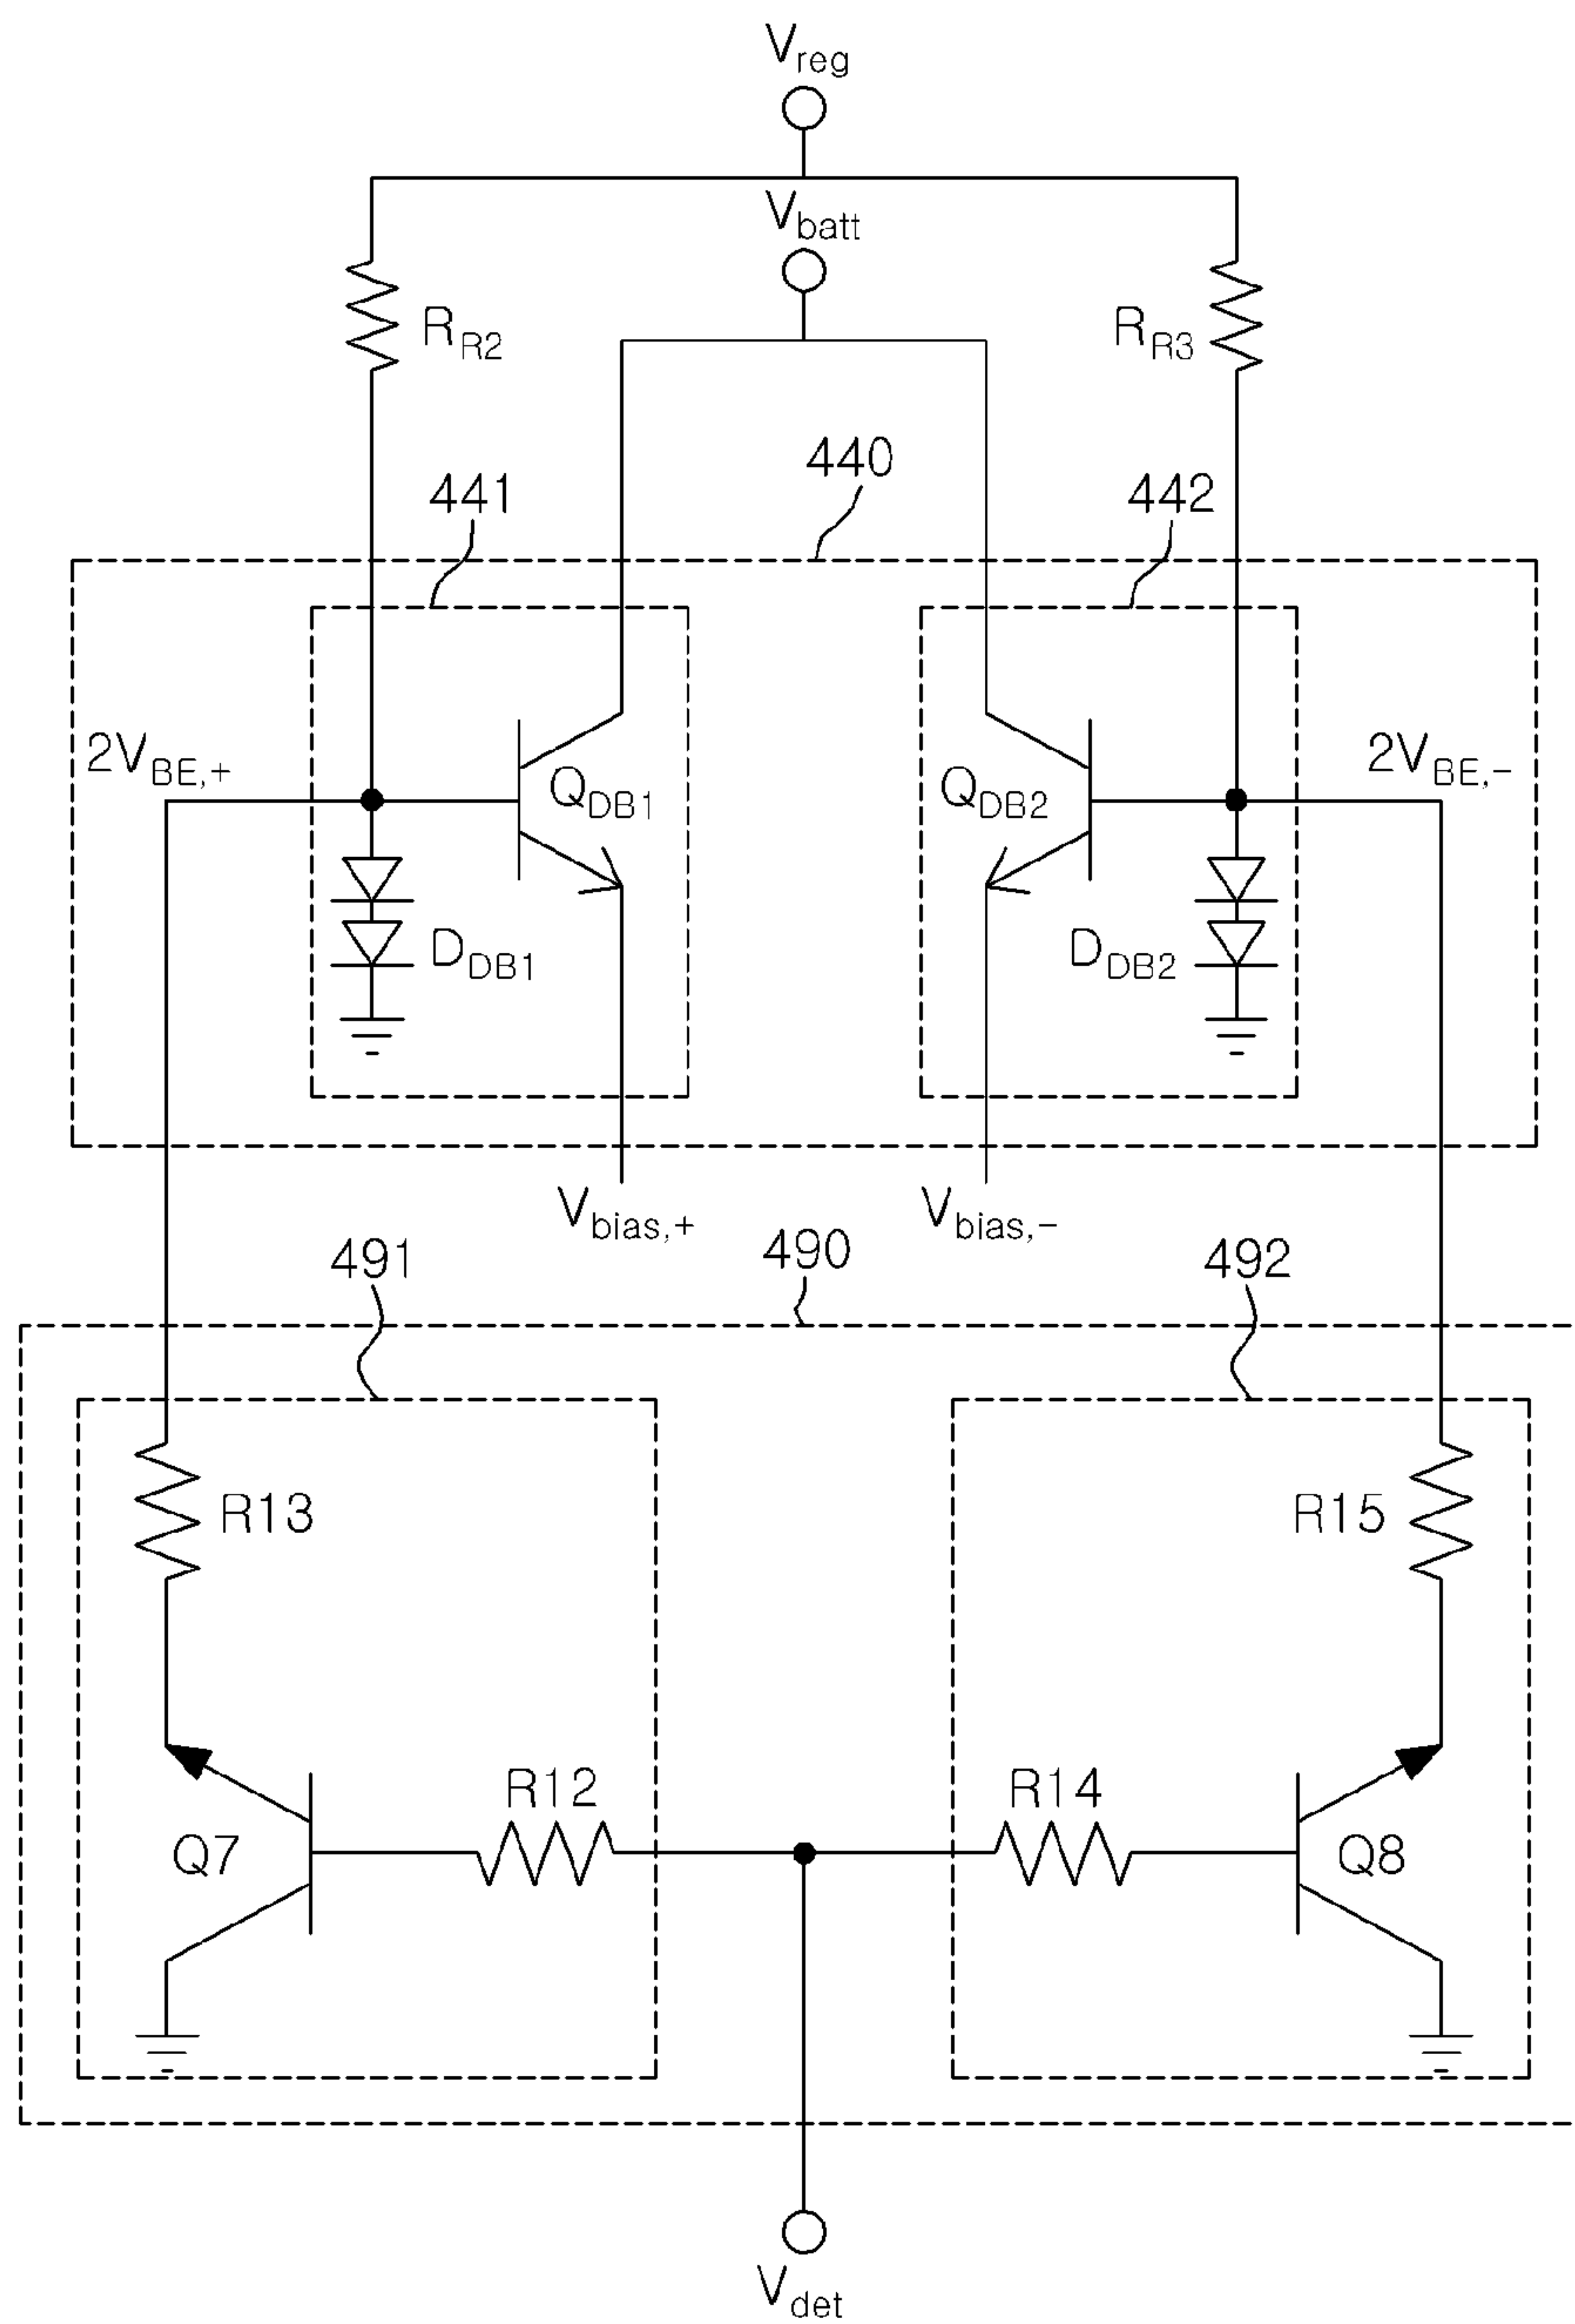 Vreg
Vbatt
RR2
RR3
440
441
442
2VBE,+
QDB1
QDB2
2VBE,−
DDB1
DDB2
Vbias,+
Vbias,−
491
490
492
R13
R15
R12
R14
Q7
Q8
Vdet